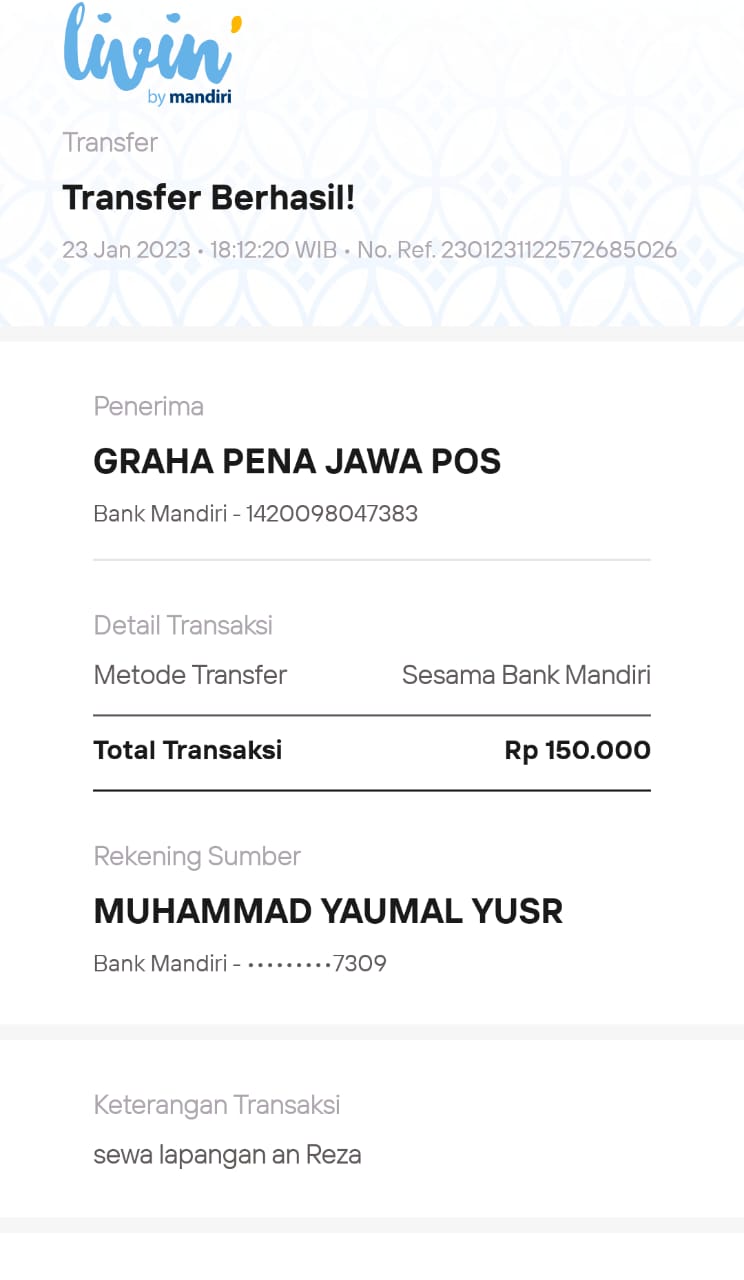 livin'
by mandiri
Transfer
Transfer Berhasil!
23 Jan 2023 • 18:12:20 WIB • No. Ref. 2301231122572685026
Penerima
GRAHA PENA JAWA POS
Bank Mandiri - 1420098047383
Detail Transaksi
Metode Transfer Sesama Bank Mandiri
Total Transaksi Rp 150.000
Rekening Sumber
MUHAMMAD YAUMAL YUSR
Bank Mandiri - •••••••••7309
Keterangan Transaksi
sewa lapangan an Reza